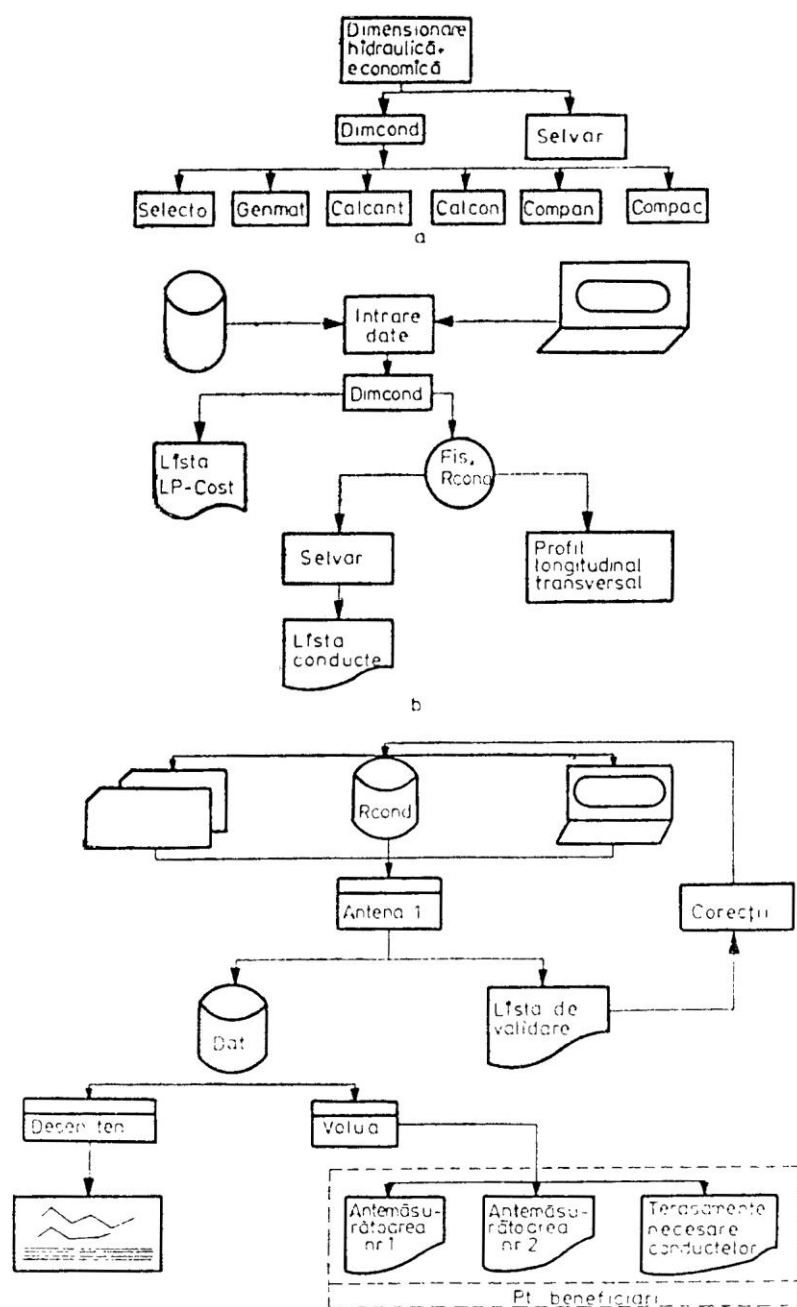 Dimensionare
hidraulică.
economică
Dimcond
Selvar
Selecto
Genmat
Calcant
Calcon
Compan
Compac
a
Intrare
date
Dimcond
Lista
LP-Cost
Fis.
Rcond
Selvar
Profil
longitudinal
transversal
Lista
conducte
b
Rcond
Antena 1
Corecții
Dat
Lista de
validare
Desen ten
Volua
Antemăsu-
rătoarea
nr 1
Antemăsu-
rătoarea
nr 2
Terasamente
necesare
conductelor
Pt. beneficiari